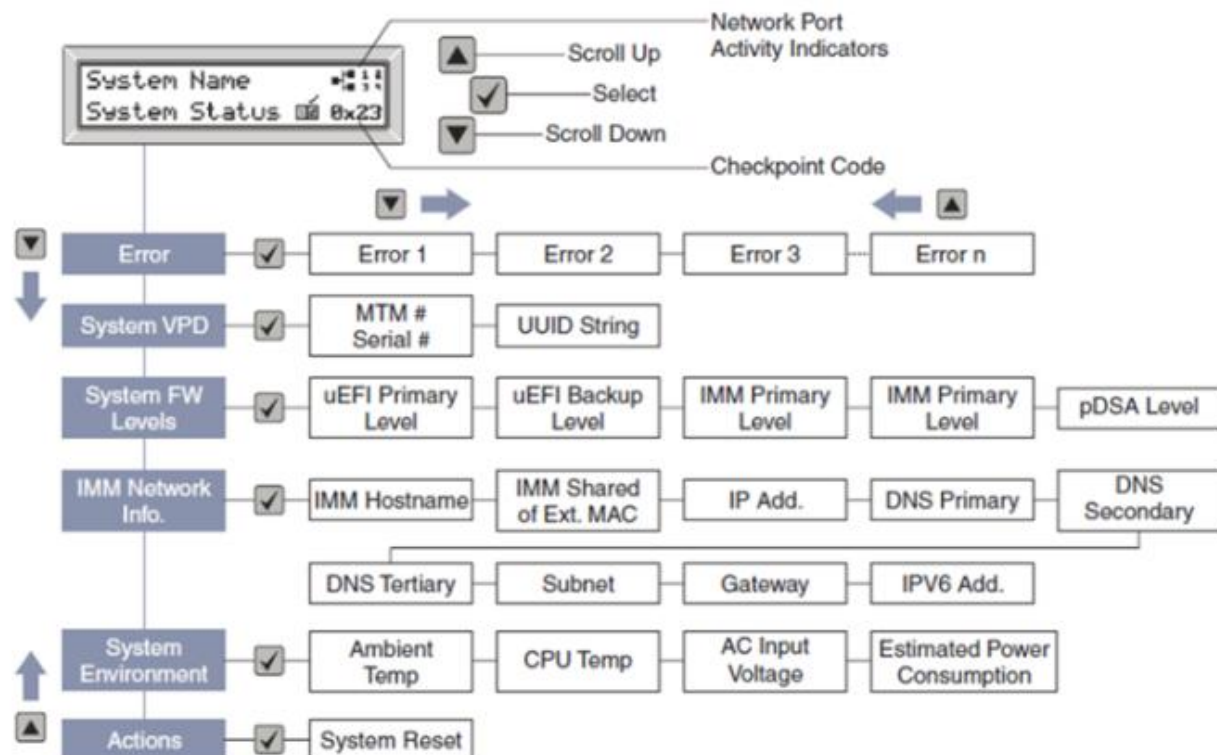 Network Port
Activity Indicators
System Name
1 2
3 4
System Status 0x23
Scroll Up
Select
Scroll Down
Checkpoint Code
Error
Error 1
Error 2
Error 3
Error n
System VPD
MTM #
Serial #
UUID String
System FW
Levels
uEFI Primary
Level
uEFI Backup
Level
IMM Primary
Level
IMM Primary
Level
pDSA Level
IMM Network
Info.
IMM Hostname
IMM Shared
of Ext. MAC
IP Add.
DNS Primary
DNS
Secondary
DNS Tertiary
Subnet
Gateway
IPV6 Add.
System
Environment
Ambient
Temp
CPU Temp
AC Input
Voltage
Estimated Power
Consumption
Actions
System Reset